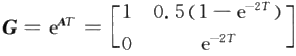 G = e^{AT} = [1 0.5(1-e^{-2T})
0 e^{-2T}]